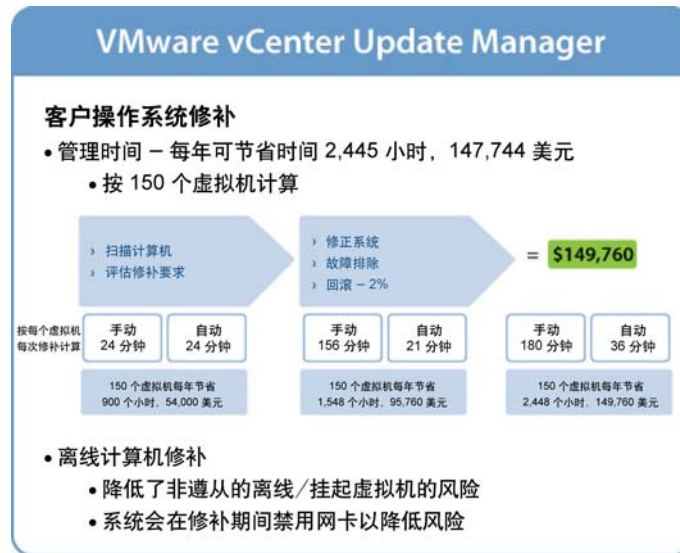 VMware vCenter Update Manager
客户操作系统修补
• 管理时间 – 每年可节省时间 2,445 小时，147,744 美元
• 按 150 个虚拟机计算
› 扫描计算机
› 评估修补要求
› 修正系统
› 故障排除
› 回滚 – 2%
= $149,760
按每个虚拟机
每次修补计算
手动
24 分钟
自动
24 分钟
手动
156 分钟
自动
21 分钟
手动
180 分钟
自动
36 分钟
150 个虚拟机每年节省
900 个小时，54,000 美元
150 个虚拟机每年节省
1,548 个小时，95,760 美元
150 个虚拟机每年节省
2,448 个小时，149,760 美元
• 离线计算机修补
• 降低了非遵从的离线/挂起虚拟机的风险
• 系统会在修补期间禁用网卡以降低风险